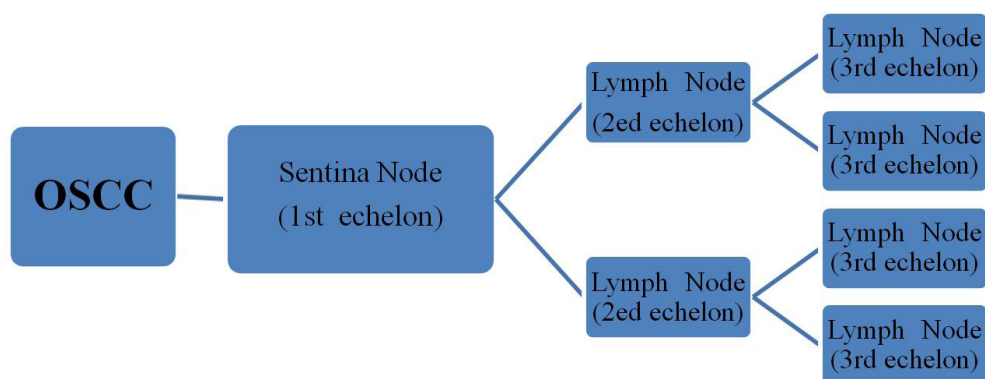 OSCC
Sentina Node
(1st echelon)
Lymph Node
(2ed echelon)
Lymph Node
(2ed echelon)
Lymph Node
(3rd echelon)
Lymph Node
(3rd echelon)
Lymph Node
(3rd echelon)
Lymph Node
(3rd echelon)